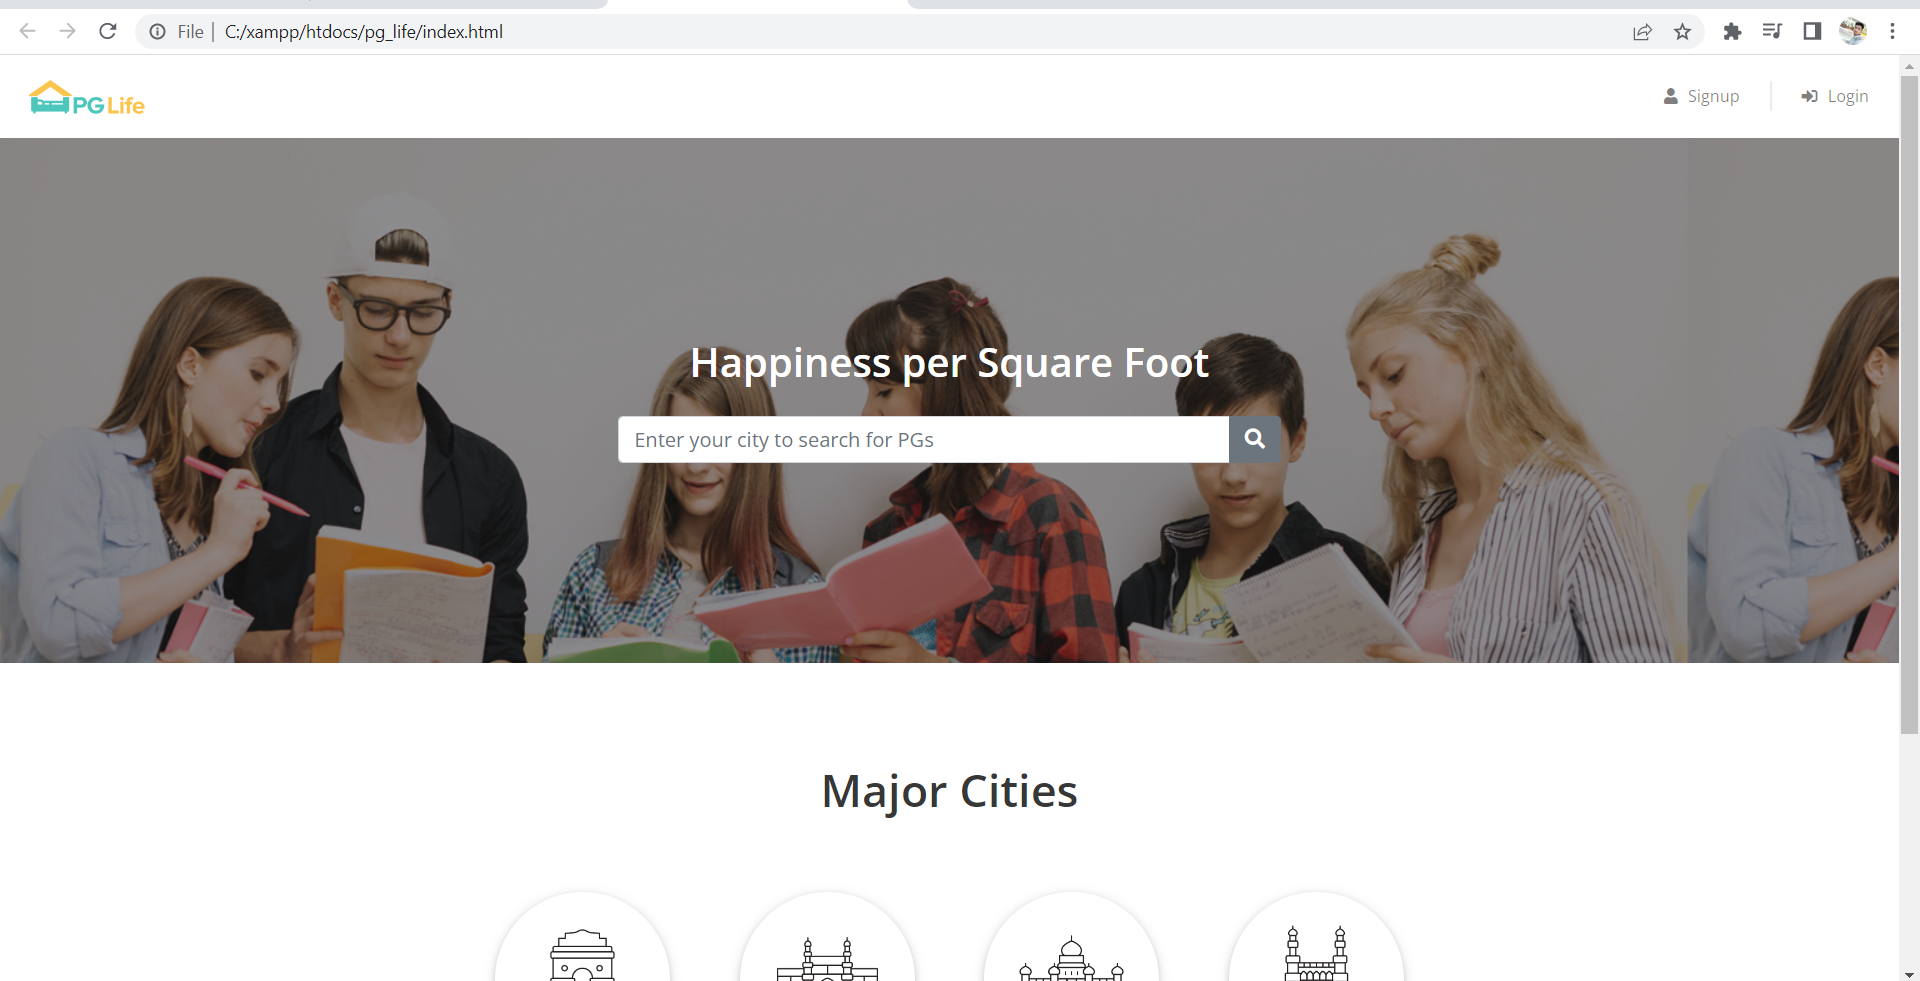 File
C:/xampp/htdocs/pg_life/index.html
PG Life
Signup
Login
Happiness per Square Foot
Enter your city to search for PGs
Major Cities